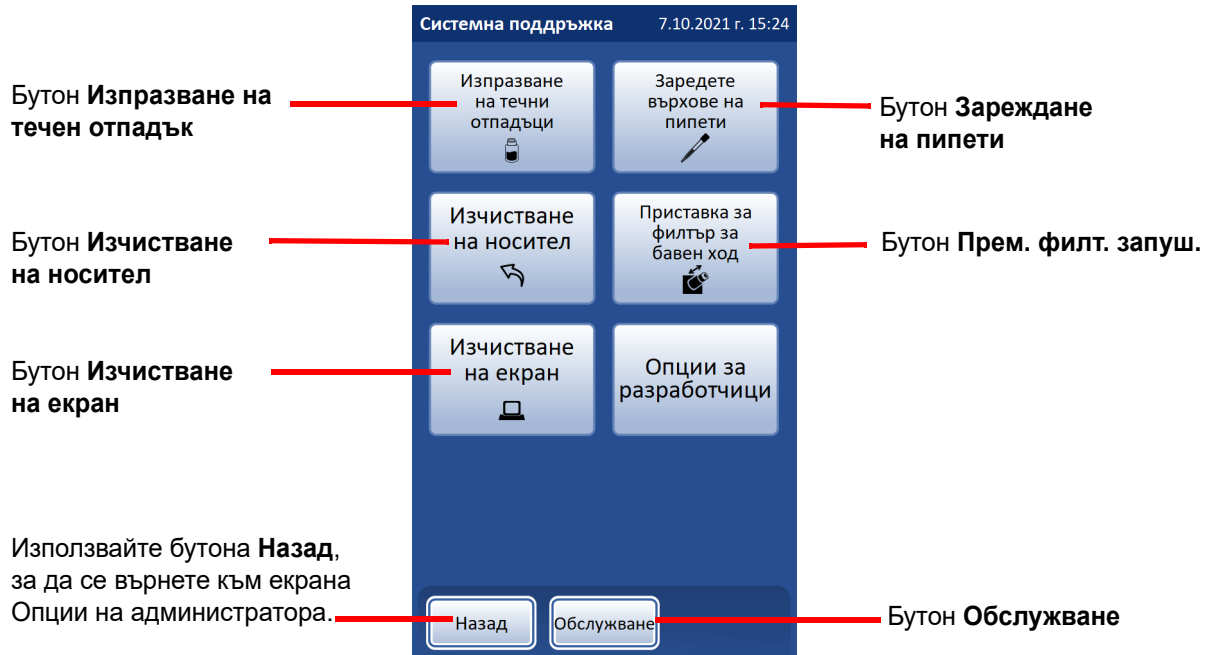 Системна поддръжка 7.10.2021 г. 15:24
Бутон Изпразване на
течен отпадък
Изпразване
на течни
отпадъци
Заредете
върхове на
пипети
Бутон Зареждане
на пипети
Бутон Изчистване
на носител
Изчистване
на носител
Приставка за
филтър за
бавен ход
Бутон Прем. филт. запуш.
Бутон Изчистване
на екран
Изчистване
на екран
Опции за
разработчици
Използвайте бутона Назад,
за да се върнете към екрана
Опции на администратора.
Назад
Обслужване
Бутон Обслужване